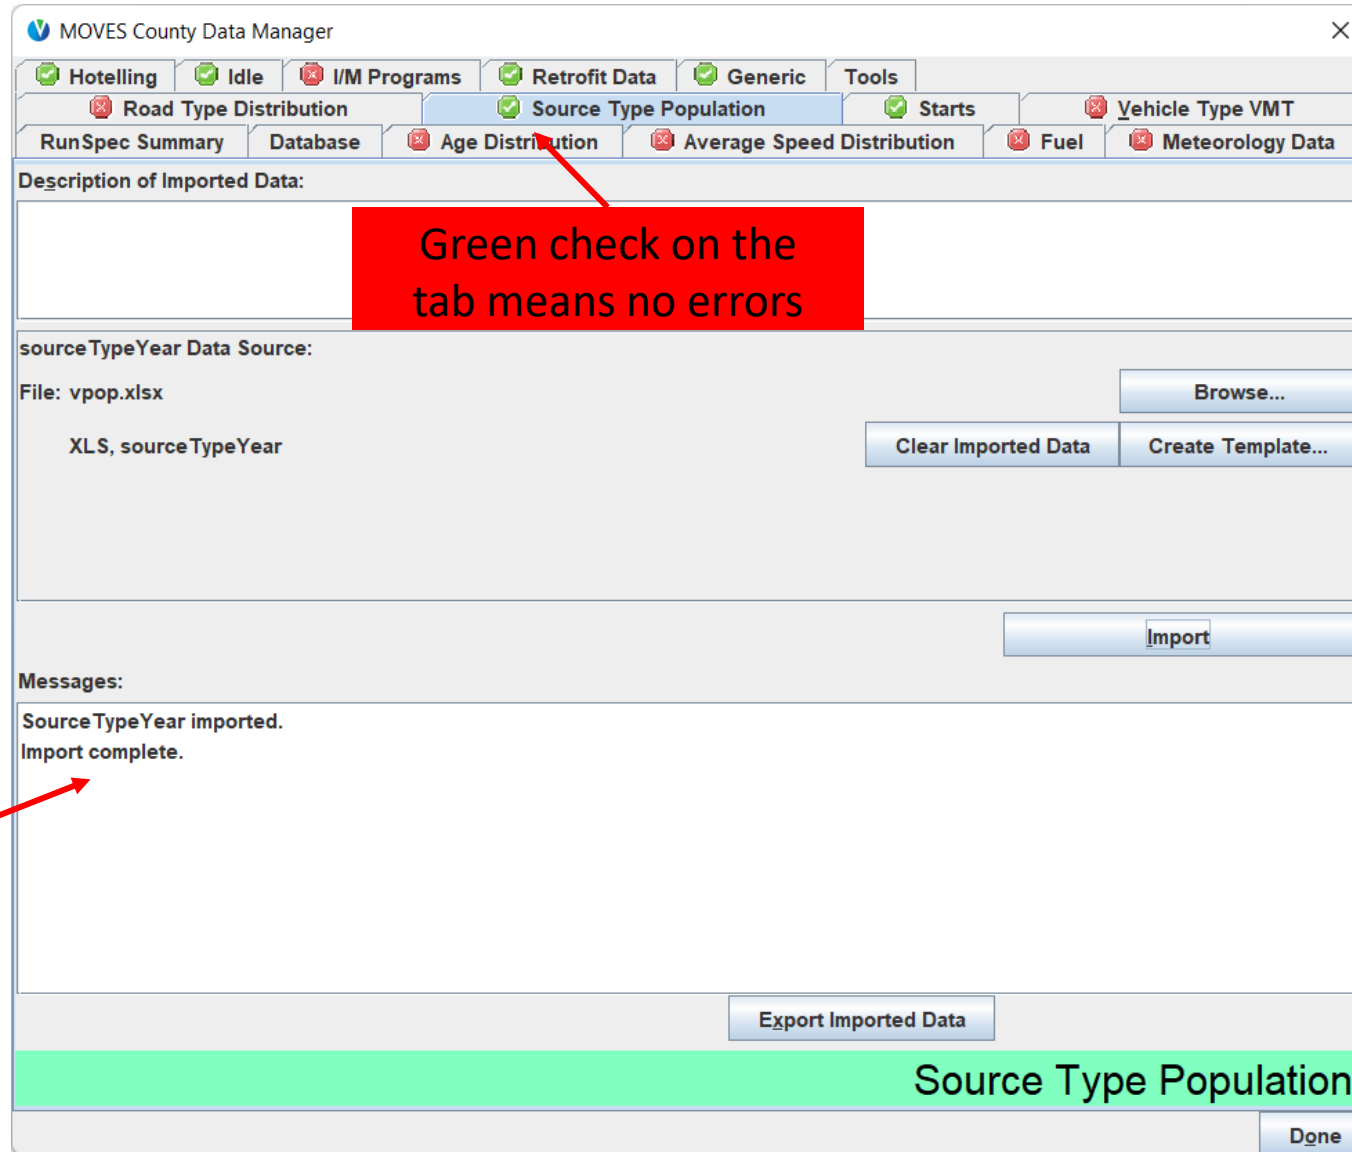 MOVES County Data Manager
Hotelling Idle I/M Programs Retrofit Data Generic Tools
Road Type Distribution Source Type Population Starts Vehicle Type VMT
RunSpec Summary Database Age Distribution Average Speed Distribution Fuel Meteorology Data
Description of Imported Data:
Green check on the
tab means no errors
sourceTypeYear Data Source:
File: vpop.xlsx Browse...
XLS, sourceTypeYear Clear Imported Data Create Template...
Import
Messages:
SourceTypeYear imported.
Import complete.
Export Imported Data
Source Type Population
Done